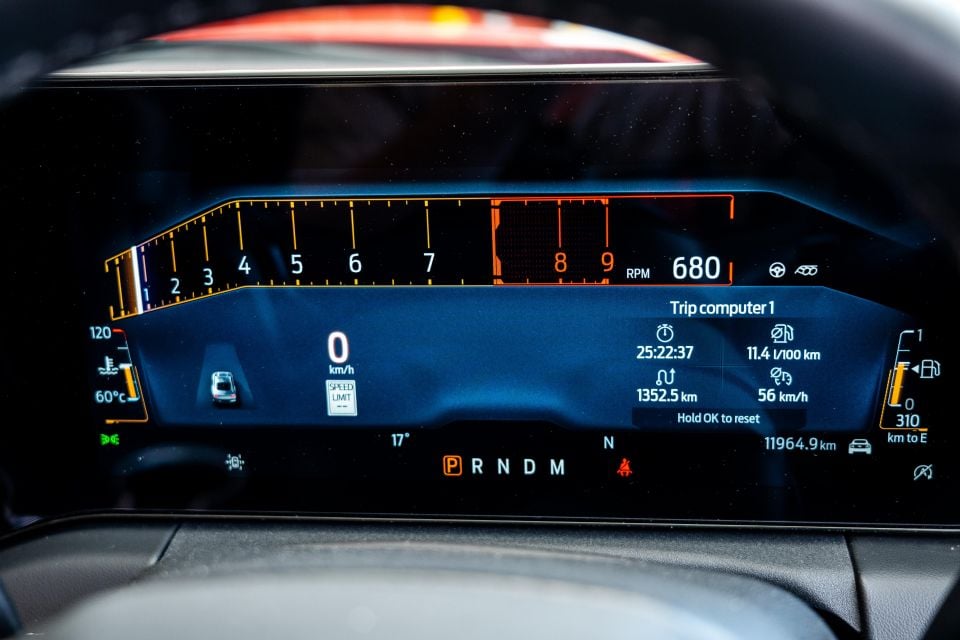 1 2 3 4 5 6 7 8 9
RPM 680
Trip computer 1
120
60°c
0
km/h
SPEED
LIMIT
--
25:22:37
11.4 l/100 km
1352.5 km
56 km/h
Hold OK to reset
1
0
310
km to E
17°
N
11964.9 km
P R N D M